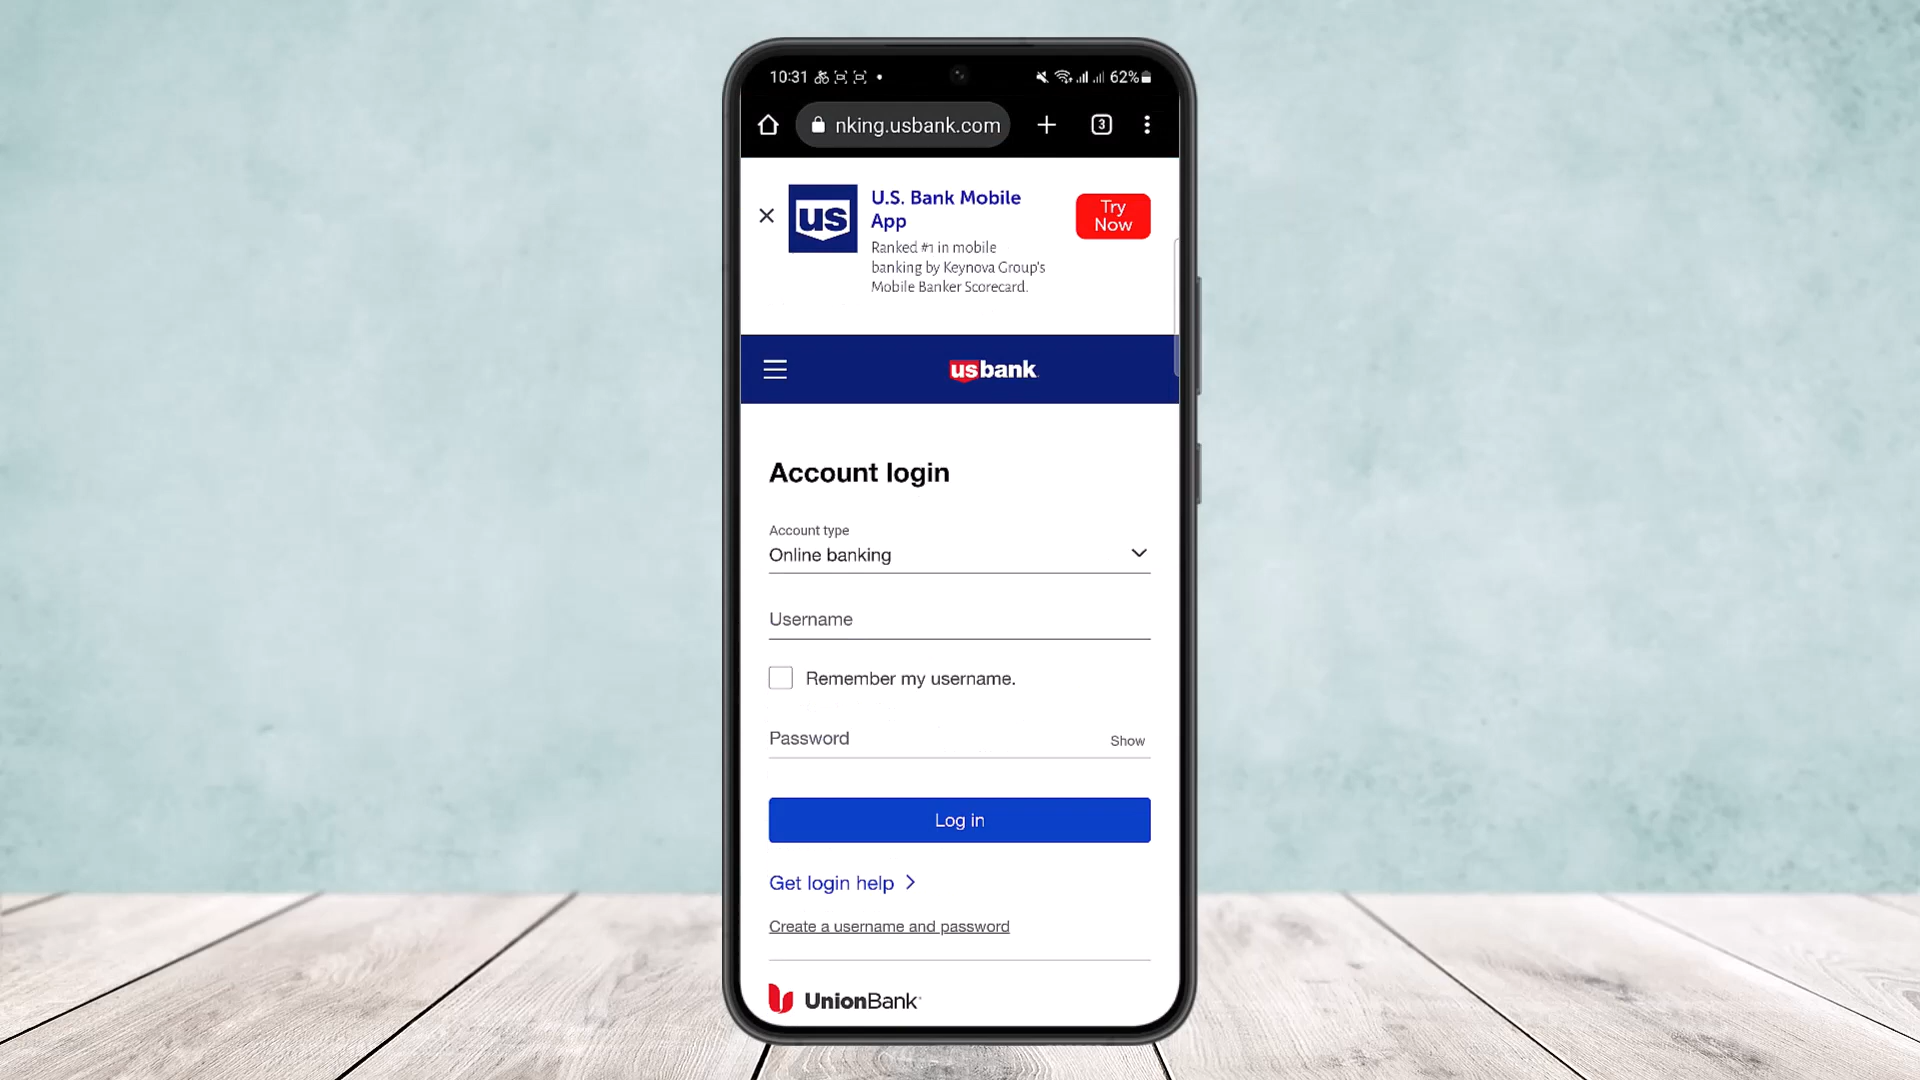 10:31
62%
nking.usbank.com
3
us
U.S. Bank Mobile
App
Try
Now
Ranked #1 in mobile
banking by Keynova Group's
Mobile Banker Scorecard.
usbank
Account login
Account type
Online banking
Username
Remember my username.
Password
Show
Log in
Get login help
Create a username and password
UnionBank